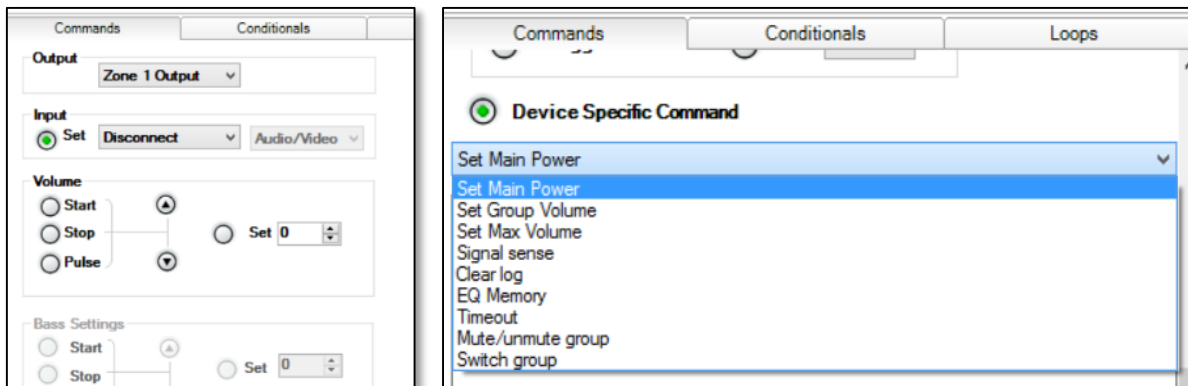 Commands Conditionals
Output
Zone 1 Output
Input
Set Disconnect Audio/Video
Volume
Start
Stop Set 0
Pulse
Bass Settings
Start
Set 0
Stop
Commands Conditionals Loops
Device Specific Command
Set Main Power
Set Main Power
Set Group Volume
Set Max Volume
Signal sense
Clear log
EQ Memory
Timeout
Mute/unmute group
Switch group